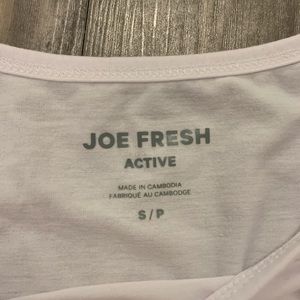 JOE FRESH
ACTIVE
MADE IN CAMBODIA
FABRIQUÉ AU CAMBODGE
S / P